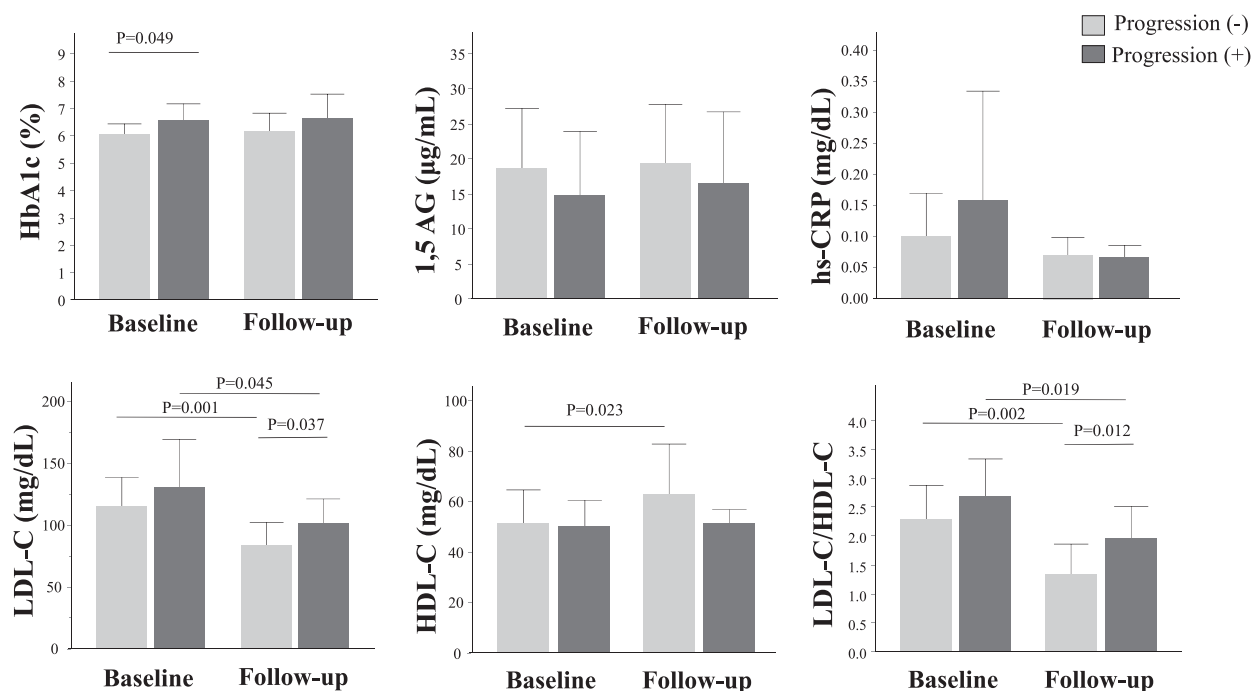 Progression (-)
Progression (+)
P=0.049
HbA1c (%)
9
8
7
6
5
4
3
2
1
0
Baseline
Follow-up
1,5 AG (µg/mL)
35
30
25
20
15
10
5
0
Baseline
Follow-up
hs-CRP (mg/dL)
0.40
0.35
0.30
0.25
0.20
0.15
0.10
0.05
0.00
Baseline
Follow-up
P=0.045
P=0.001
P=0.037
LDL-C (mg/dL)
200
150
100
50
0
Baseline
Follow-up
P=0.023
HDL-C (mg/dL)
100
80
60
40
20
0
Baseline
Follow-up
P=0.019
P=0.002
P=0.012
LDL-C/HDL-C
4.0
3.5
3.0
2.5
2.0
1.5
1.0
0.5
0.0
Baseline
Follow-up